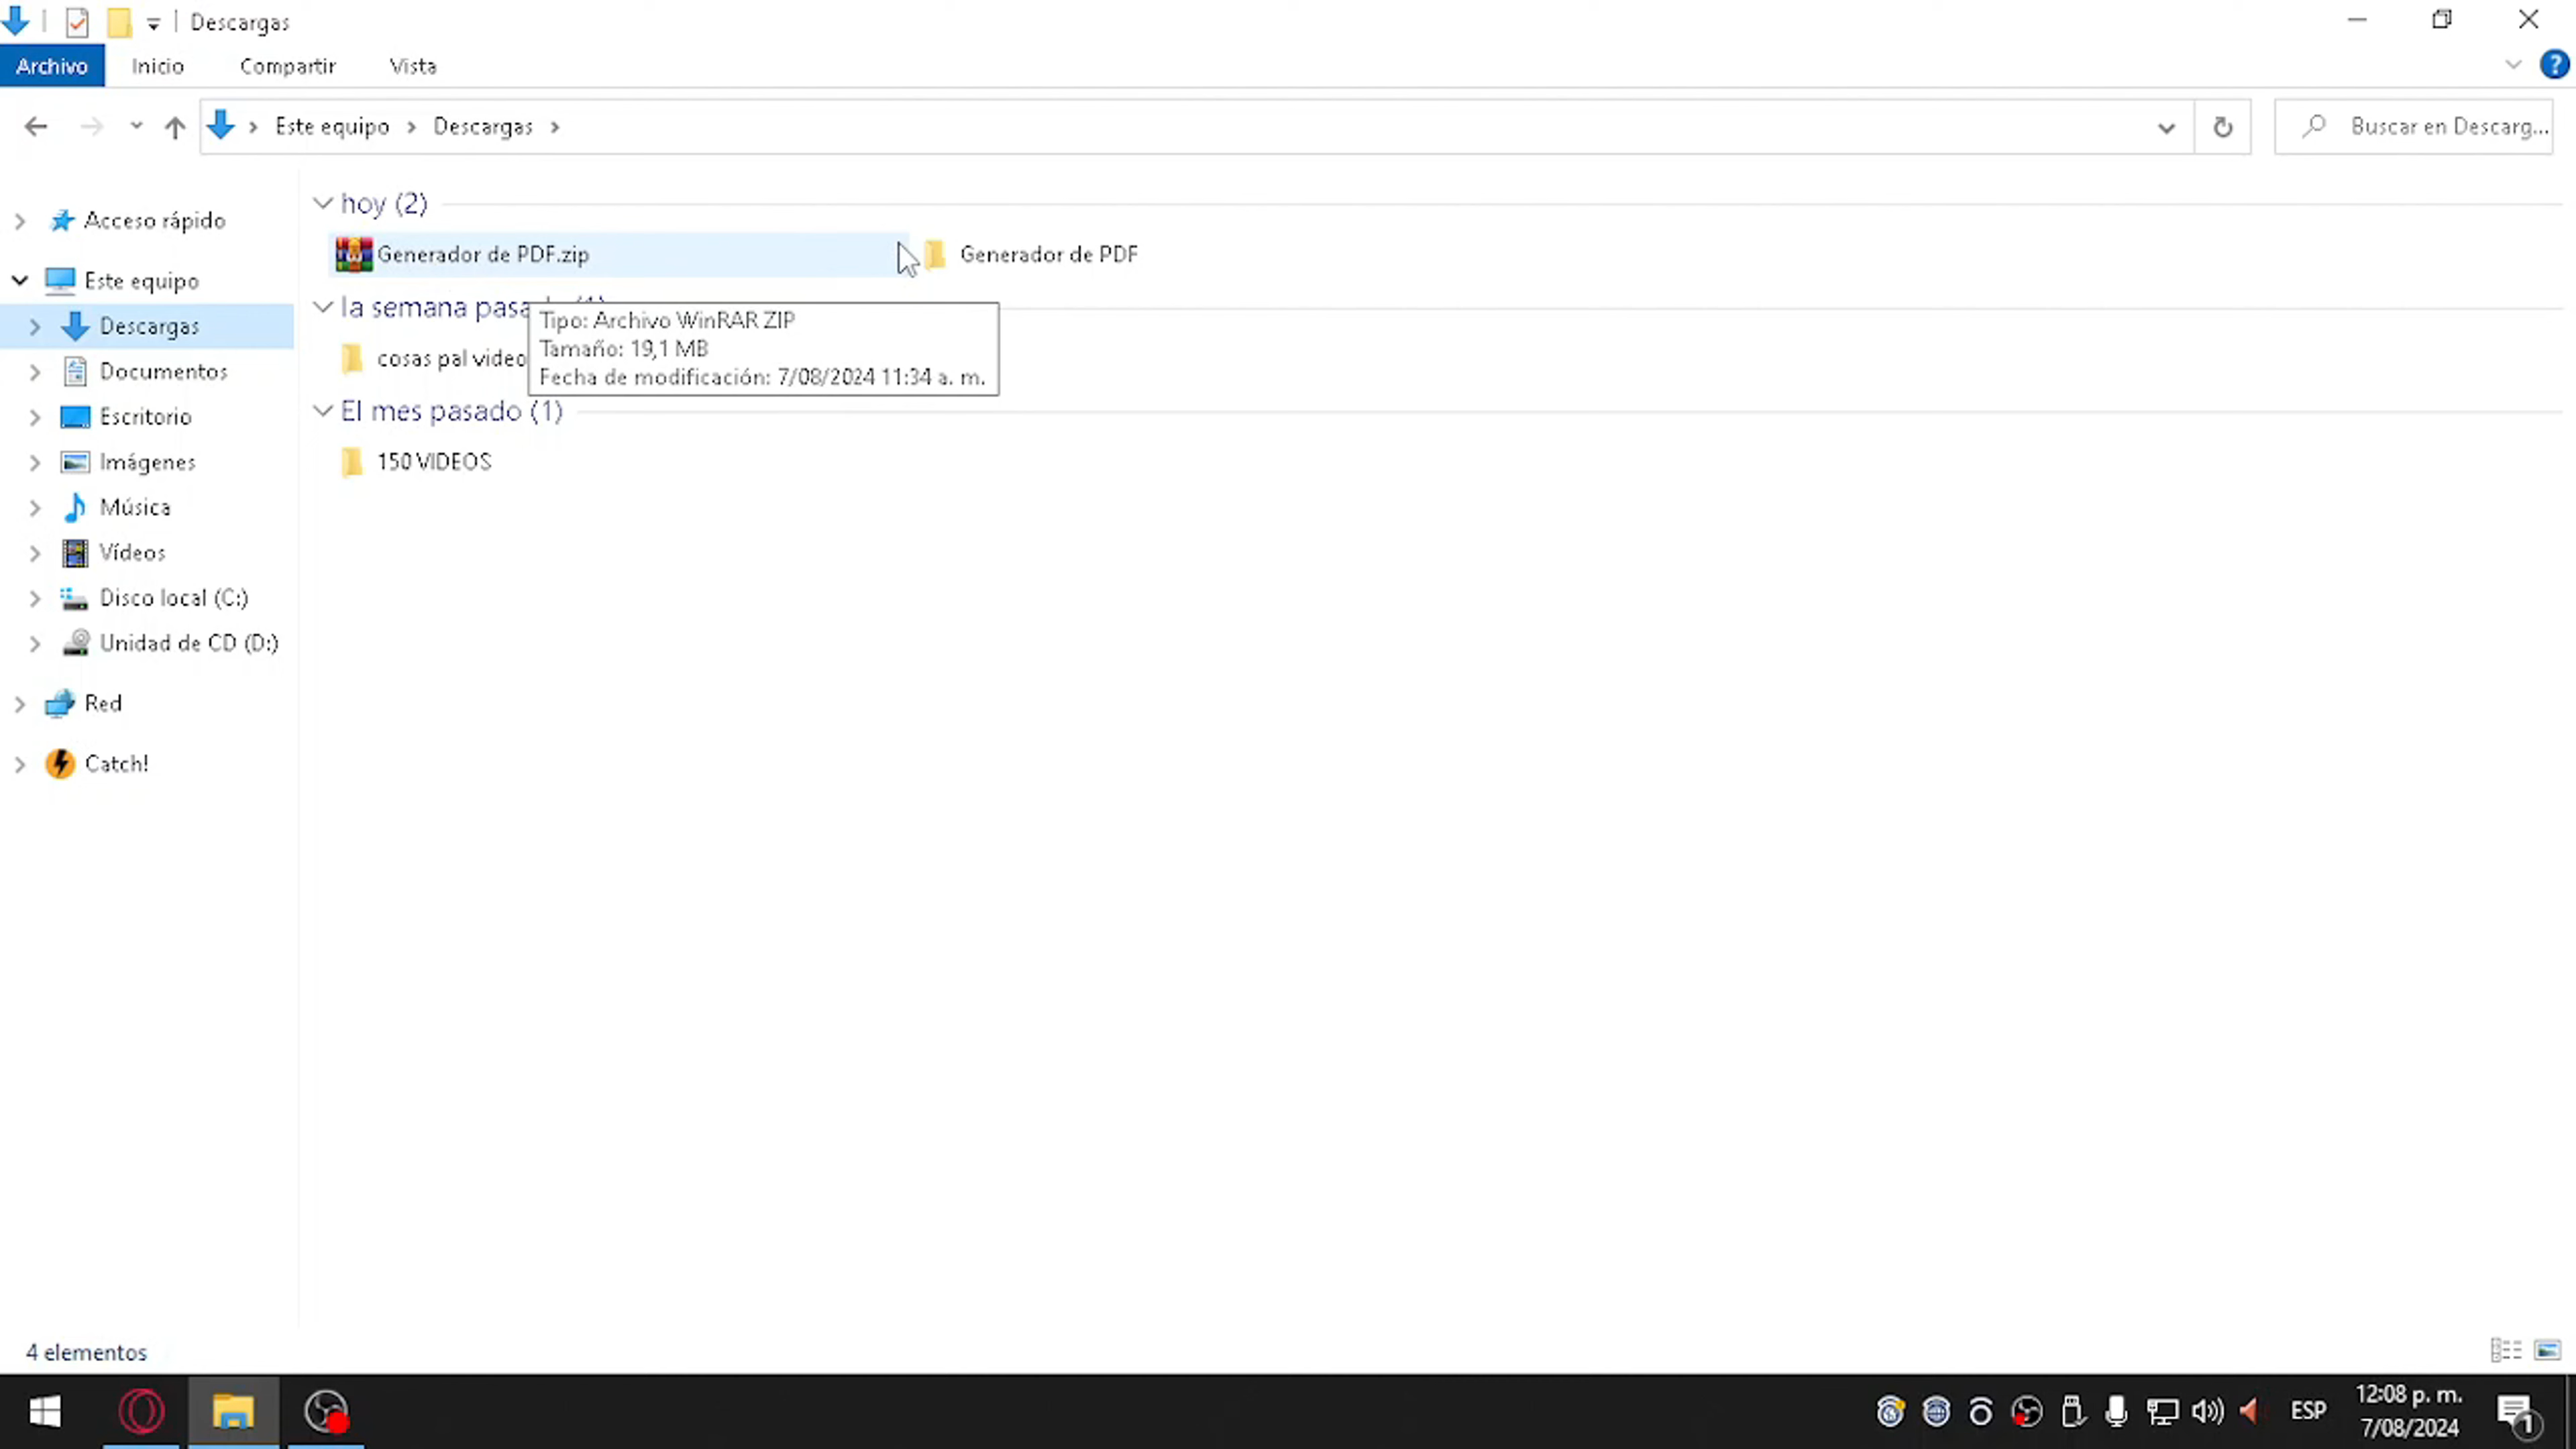 Descargas
Archivo Inicio Compartir Vista
Este equipo Descargas
Buscar en Descarg...
Acceso rápido
Este equipo
Descargas
Documentos
Escritorio
Imágenes
Música
Vídeos
Disco local (C:)
Unidad de CD (D:)
Red
Catch!
hoy (2)
Generador de PDF.zip
Generador de PDF
la semana
cosas pal video
Tipo: Archivo WinRAR ZIP
Tamaño: 19,1 MB
Fecha de modificación: 7/08/2024 11:34 a. m.
El mes pasado (1)
150 VIDEOS
4 elementos
ESP
12:08 p. m.
7/08/2024
1